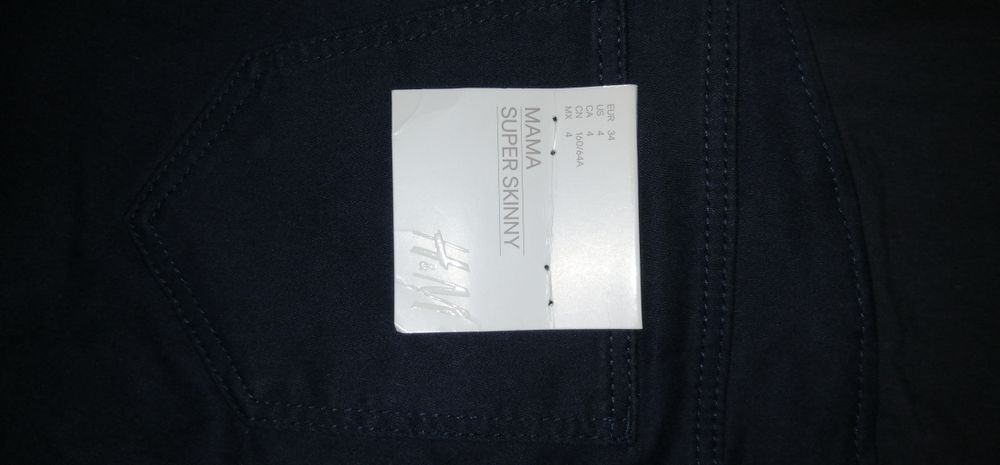 EUR 34
US 4
CA 4
CN 160/64A
MX 4
MAMA
SUPER SKINNY
H&M